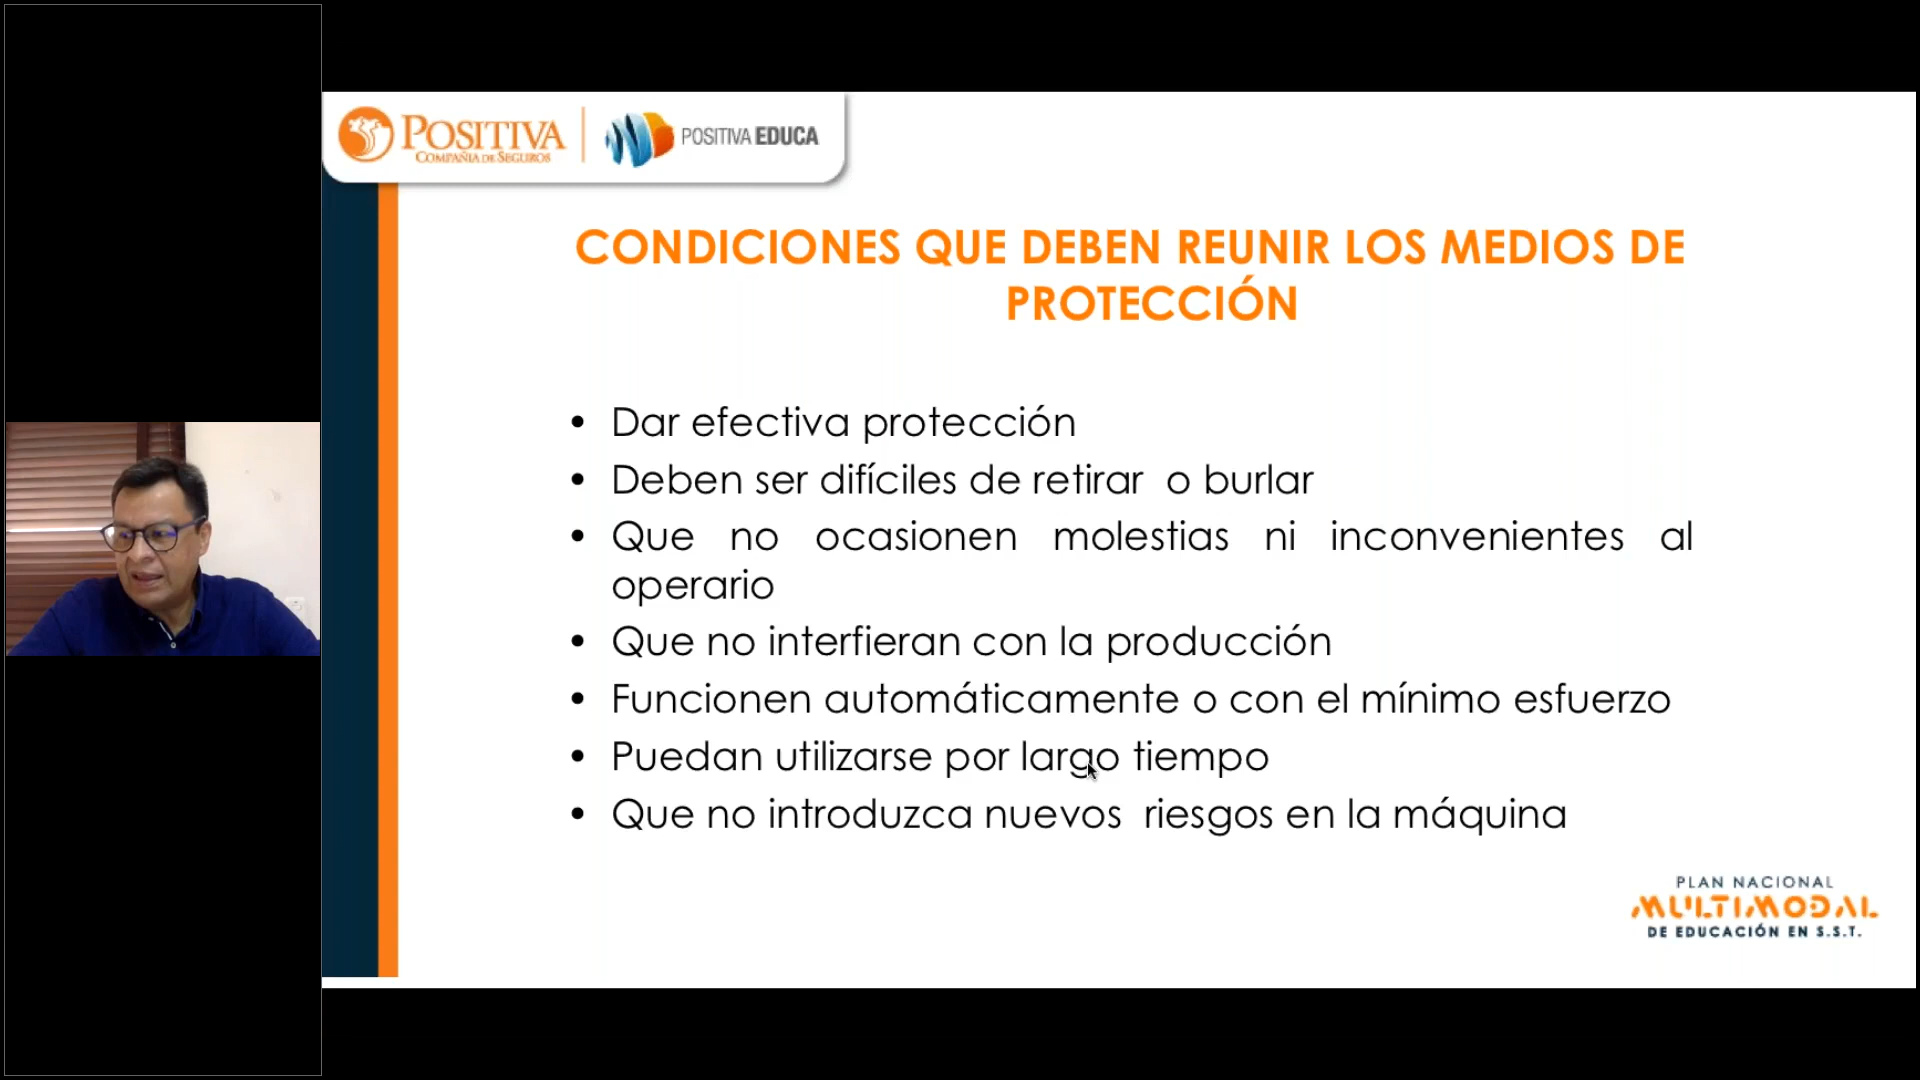 POSITIVA
COMPAÑIA DE SEGUROS
POSITIVA EDUCA
CONDICIONES QUE DEBEN REUNIR LOS MEDIOS DE
PROTECCIÓN
• Dar efectiva protección
• Deben ser difíciles de retirar o burlar
• Que no ocasionen molestias ni inconvenientes al
operario
• Que no interfieran con la producción
• Funcionen automáticamente o con el mínimo esfuerzo
• Puedan utilizarse por largo tiempo
• Que no introduzca nuevos riesgos en la máquina
PLAN NACIONAL
MULTIMODAL
DE EDUCACIÓN EN S.S.T.